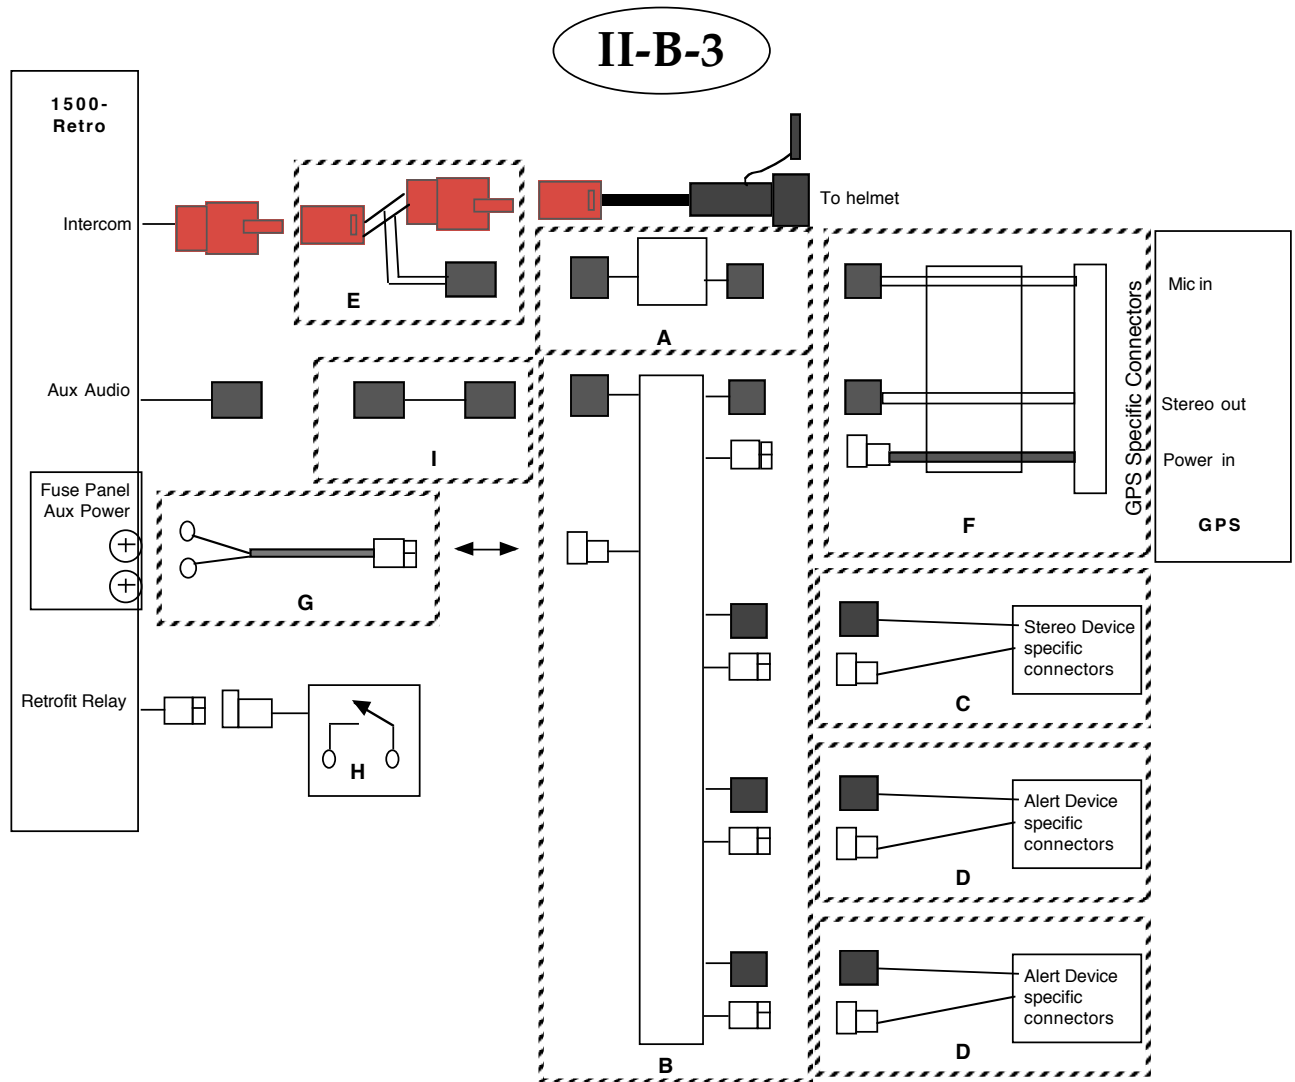 II-B-3
1500-
Retro
Intercom
E
To helmet
A
Mic in
Stereo out
Power in
GPS
GPS Specific Connectors
F
Aux Audio
I
Fuse Panel
Aux Power
G
Retrofit Relay
H
B
Stereo Device
specific
connectors
C
Alert Device
specific
connectors
D
Alert Device
specific
connectors
D